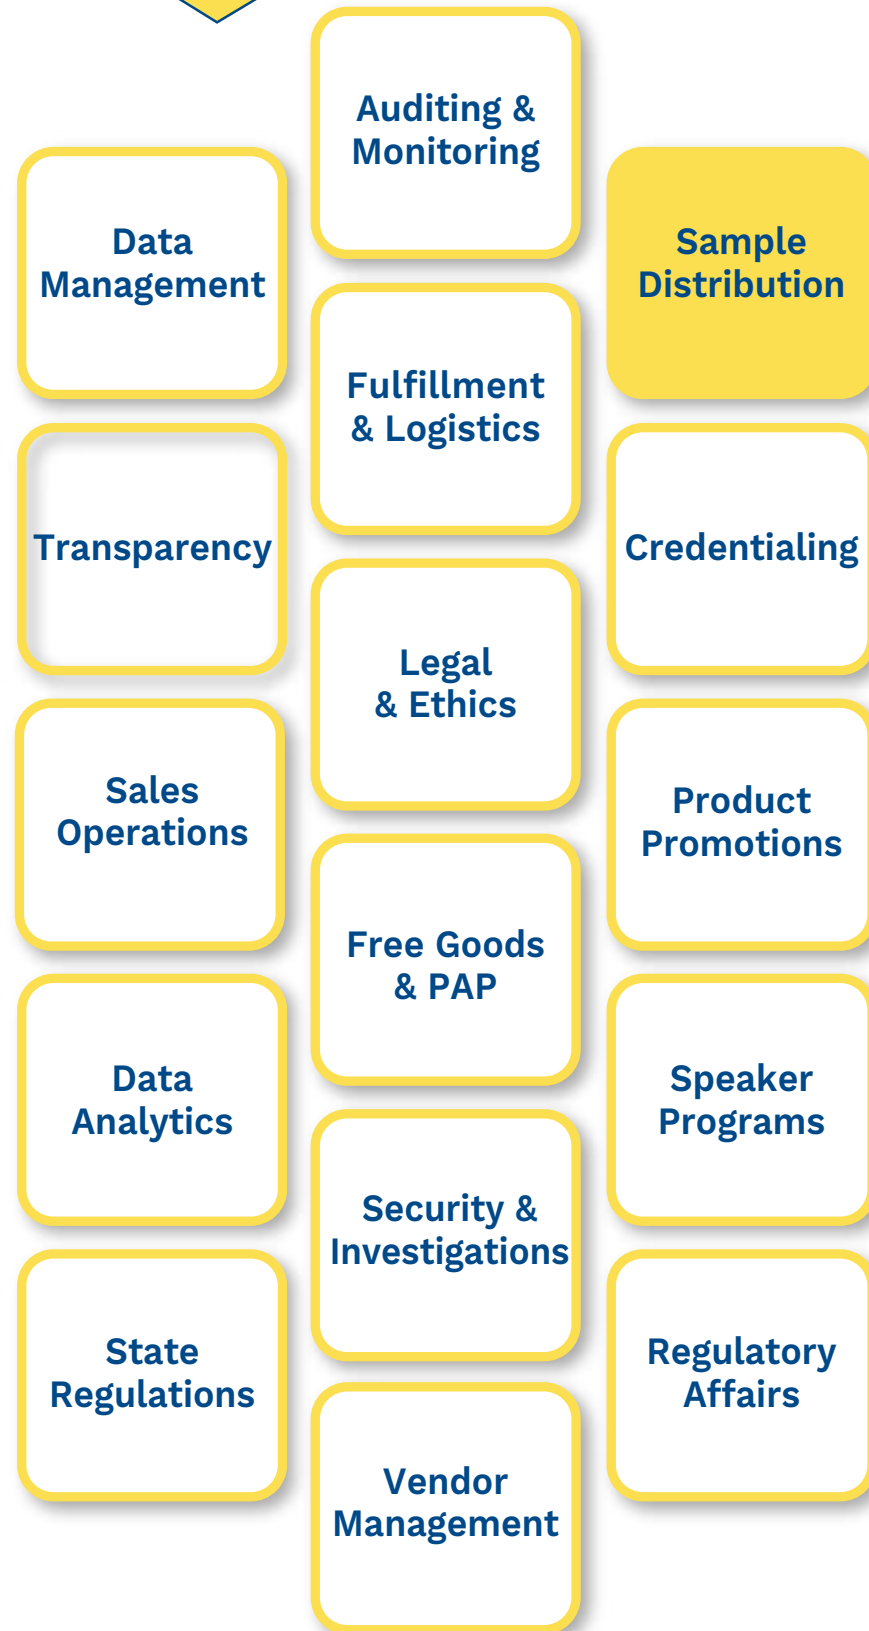 Auditing &
Monitoring
Data
Management
Sample
Distribution
Fulfillment
& Logistics
Transparency
Credentialing
Legal
& Ethics
Sales
Operations
Product
Promotions
Free Goods
& PAP
Data
Analytics
Speaker
Programs
Security &
Investigations
State
Regulations
Regulatory
Affairs
Vendor
Management